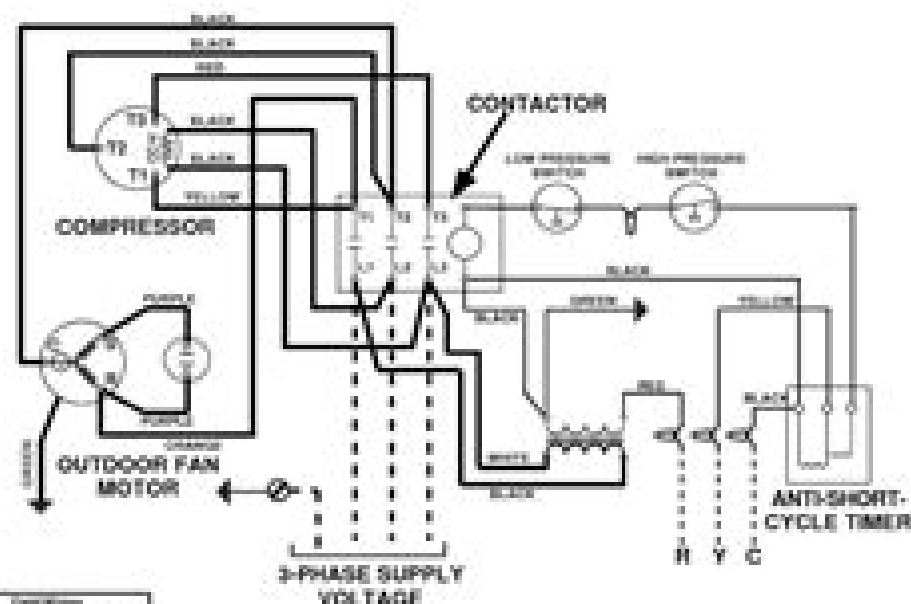 BLACK
BLACK
RED
CONTACTOR
T3
BLACK
LOW PRESSURE
SWITCH
HIGH PRESSURE
SWITCH
T2
T1
BLACK
YELLOW
COMPRESSOR
T1
T2
T3
L1
L2
L3
BLACK
PURPLE
GREEN
YELLOW
BLACK
RED
BLACK
PURPLE
ORANGE
GREEN
WHITE
OUTDOOR FAN
MOTOR
BLACK
ANTI-SHORT-
CYCLE TIMER
R Y C
3-PHASE SUPPLY
VOLTAGE